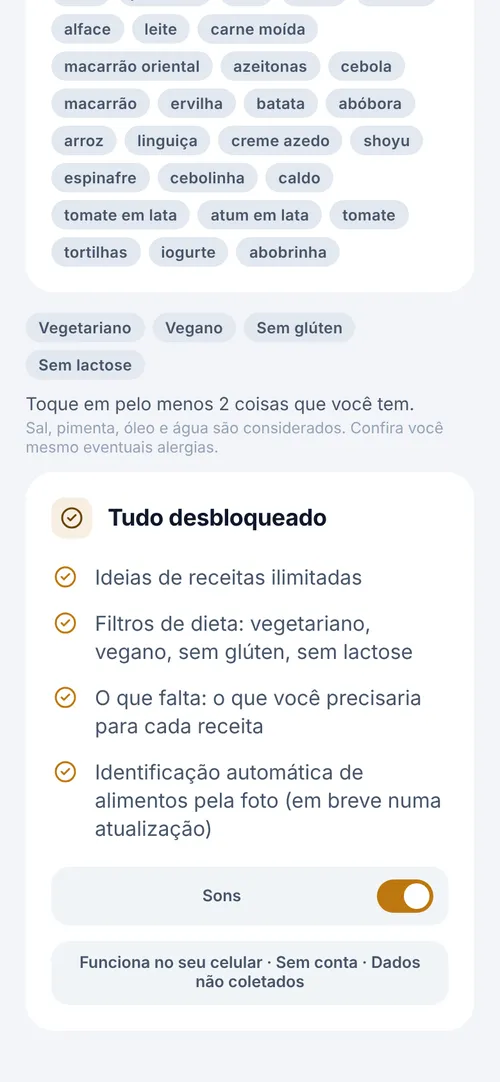 alface leite carne moída
macarrão oriental azeitonas cebola
macarrão ervilha batata abóbora
arroz linguiça creme azedo shoyu
espinafre cebolinha caldo
tomate em lata atum em lata tomate
tortilhas iogurte abobrinha
Vegetariano Vegano Sem glúten
Sem lactose
Toque em pelo menos 2 coisas que você tem.
Sal, pimenta, óleo e água são considerados. Confira você
mesmo eventuais alergias.
Tudo desbloqueado
Ideias de receitas ilimitadas
Filtros de dieta: vegetariano,
vegano, sem glúten, sem lactose
O que falta: o que você precisaria
para cada receita
Identificação automática de
alimentos pela foto (em breve numa
atualização)
Sons
Funciona no seu celular · Sem conta · Dados
não coletados